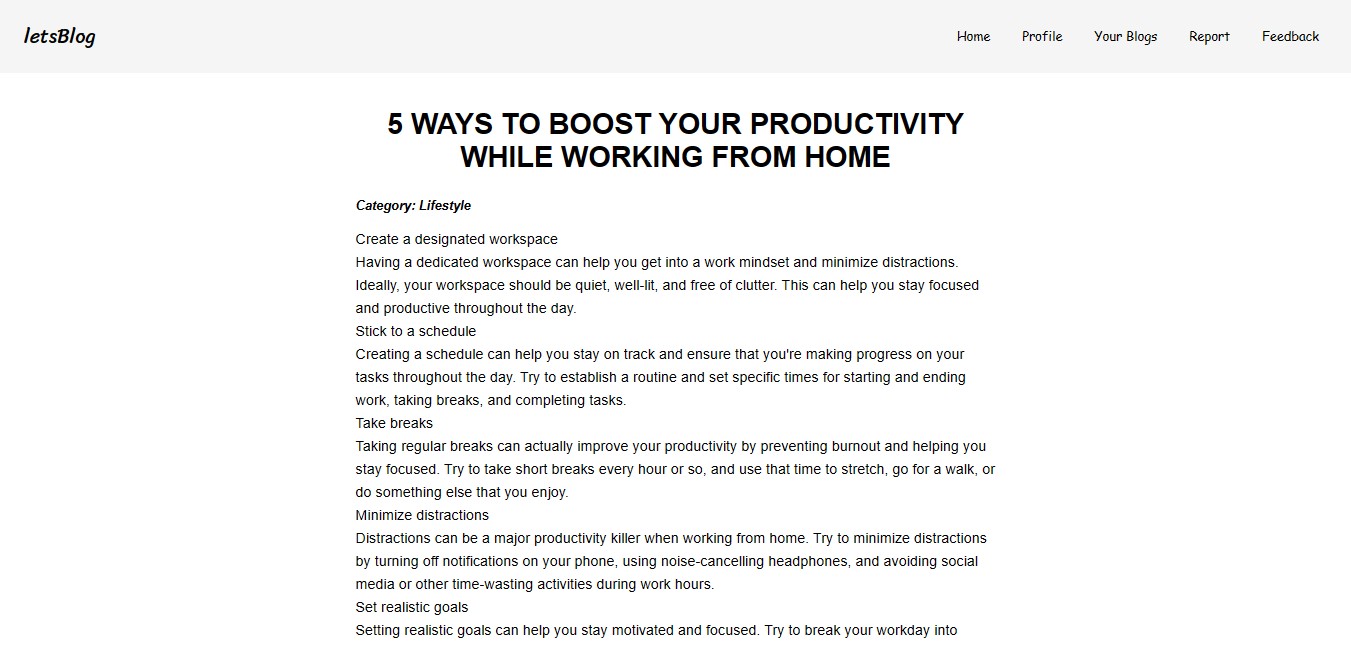 letsBlog
Home Profile Your Blogs Report Feedback
5 WAYS TO BOOST YOUR PRODUCTIVITY
WHILE WORKING FROM HOME
Category: Lifestyle
Create a designated workspace
Having a dedicated workspace can help you get into a work mindset and minimize distractions.
Ideally, your workspace should be quiet, well-lit, and free of clutter. This can help you stay focused
and productive throughout the day.
Stick to a schedule
Creating a schedule can help you stay on track and ensure that you're making progress on your
tasks throughout the day. Try to establish a routine and set specific times for starting and ending
work, taking breaks, and completing tasks.
Take breaks
Taking regular breaks can actually improve your productivity by preventing burnout and helping you
stay focused. Try to take short breaks every hour or so, and use that time to stretch, go for a walk, or
do something else that you enjoy.
Minimize distractions
Distractions can be a major productivity killer when working from home. Try to minimize distractions
by turning off notifications on your phone, using noise-cancelling headphones, and avoiding social
media or other time-wasting activities during work hours.
Set realistic goals
Setting realistic goals can help you stay motivated and focused. Try to break your workday into